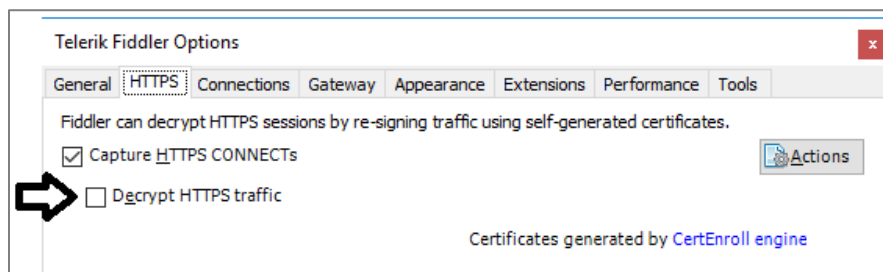 Telerik Fiddler Options
x
General HTTPS Connections Gateway Appearance Extensions Performance Tools
Fiddler can decrypt HTTPS sessions by re-signing traffic using self-generated certificates.
Capture HTTPS CONNECTs
Actions
Decrypt HTTPS traffic
Certificates generated by CertEnroll engine